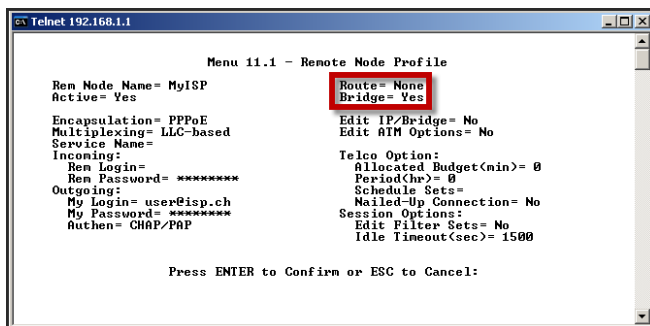 Telnet 192.168.1.1
Menu 11.1 - Remote Node Profile
Rem Node Name= MyISP Route= None
Active= Yes Bridge= Yes
Encapsulation= PPPoE Edit IP/Bridge= No
Multiplexing= LLC-based Edit ATM Options= No
Service Name=
Incoming: Telco Option:
Rem Login= Allocated Budget(min)= 0
Rem Password= ******** Period(hr)= 0
Outgoing: Schedule Sets=
My Login= user@isp.ch Nailed-Up Connection= No
My Password= ******** Session Options:
Authen= CHAP/PAP Edit Filter Sets= No
Idle Timeout(sec)= 1500
Press ENTER to Confirm or ESC to Cancel: